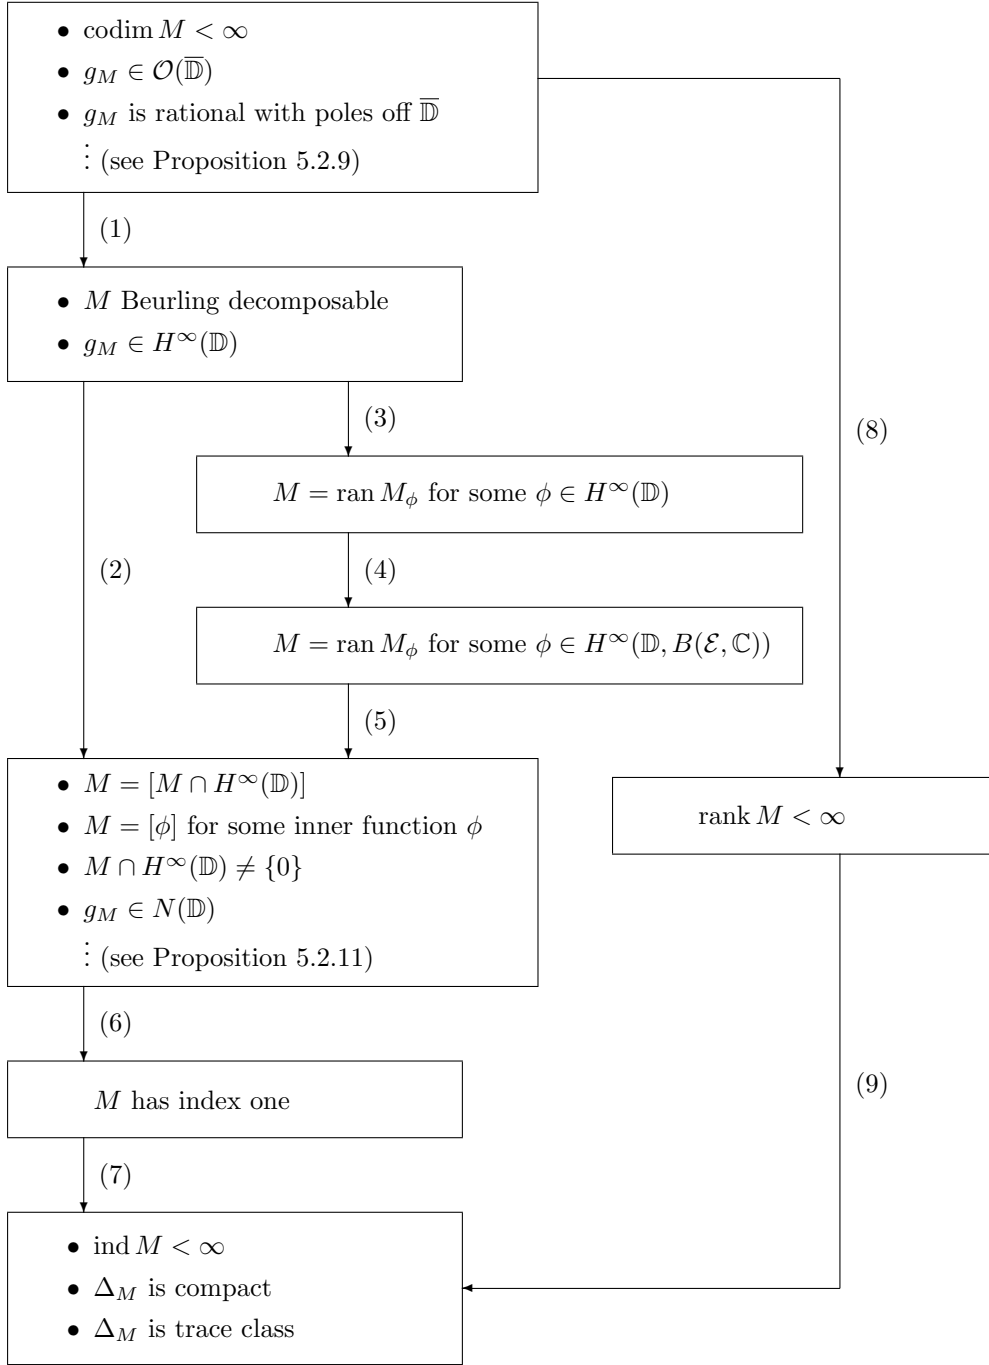 • codim M < ∞
• g_M ∈ 𝒪(𝔻̅)
• g_M is rational with poles off 𝔻̅
⋮ (see Proposition 5.2.9)
(1)
• M Beurling decomposable
• g_M ∈ H^∞(𝔻)
(3)
(8)
M = ran M_ϕ for some ϕ ∈ H^∞(𝔻)
(2)
(4)
M = ran M_ϕ for some ϕ ∈ H^∞(𝔻, B(ℰ, ℂ))
(5)
• M = [M ∩ H^∞(𝔻)]
• M = [ϕ] for some inner function ϕ
• M ∩ H^∞(𝔻) ≠ {0}
• g_M ∈ N(𝔻)
⋮ (see Proposition 5.2.11)
rank M < ∞
(6)
M has index one
(9)
(7)
• ind M < ∞
• Δ_M is compact
• Δ_M is trace class